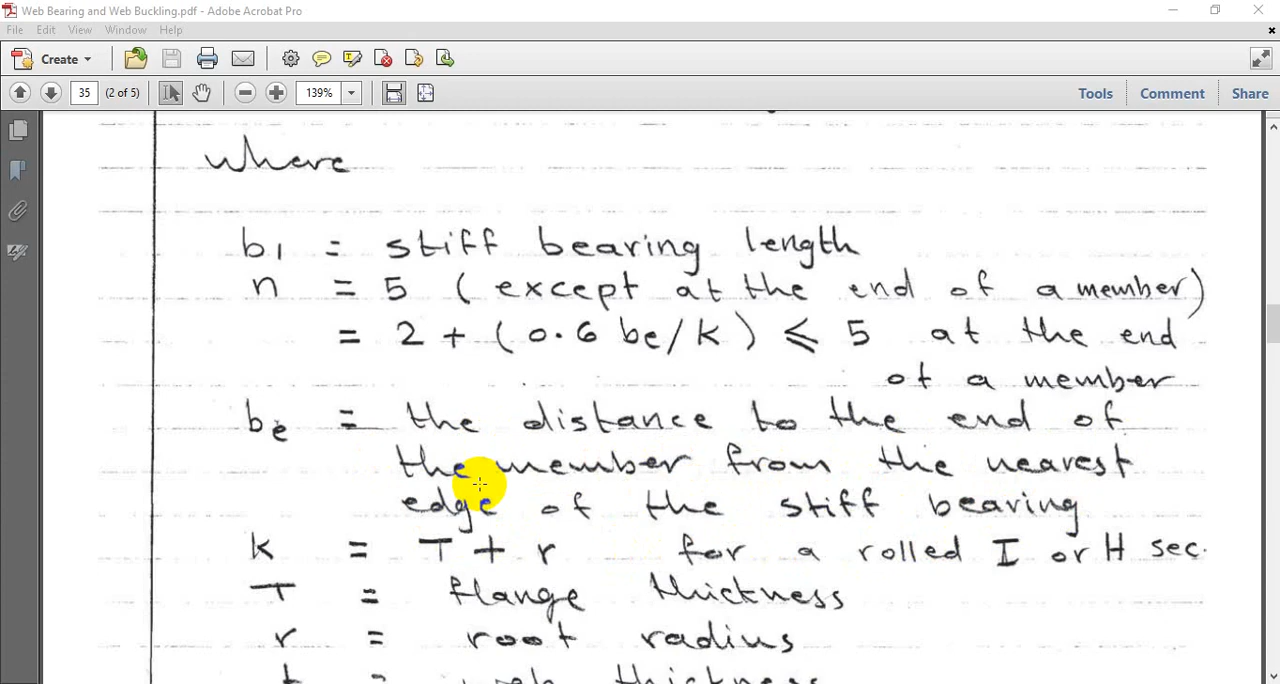 Web Bearing and Web Buckling.pdf - Adobe Acrobat Pro
File Edit View Window Help
Create
35 (2 of 5) 139% Tools Comment Share
where
b1 = stiff bearing length
n = 5 (except at the end of a member)
= 2 + (0.6 be/k) ≤ 5 at the end
of a member
be = the distance to the end of
the member from the nearest
edge of the stiff bearing
k = T + r for a rolled I or H sec.
T = flange thickness
r = root radius
t = web thickness